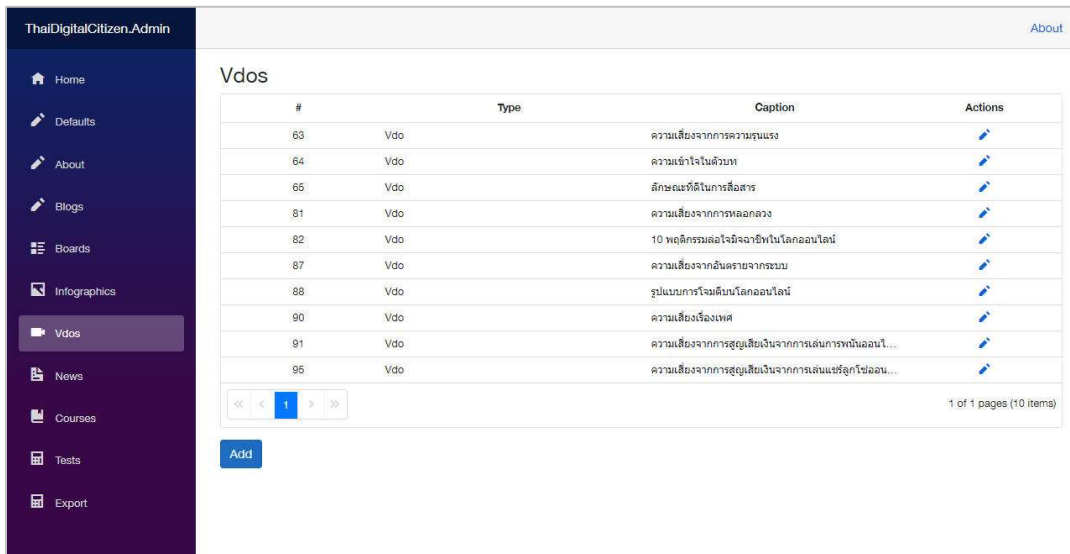 ThaiDigitalCitizen.Admin
About
Home
Defaults
About
Blogs
Boards
Infographics
Vdos
News
Courses
Tests
Export
Vdos
# Type Caption Actions
63 Vdo ความเสี่ยงจากการความรุนแรง
64 Vdo ความเข้าใจในตัวบท
65 Vdo ลักษณะที่ดีในการสื่อสาร
81 Vdo ความเสี่ยงจากการหลอกลวง
82 Vdo 10 พฤติกรรมล่อใจมิจฉาชีพในโลกออนไลน์
87 Vdo ความเสี่ยงจากอันตรายจากระบบ
88 Vdo รูปแบบการโจมตีบนโลกออนไลน์
90 Vdo ความเสี่ยงเรื่องเพศ
91 Vdo ความเสี่ยงจากการสูญเสียเงินจากการเล่นการพนันออนไ...
95 Vdo ความเสี่ยงจากการสูญเสียเงินจากการเล่นแชร์ลูกโซ่ออน...
1
1 of 1 pages (10 items)
Add